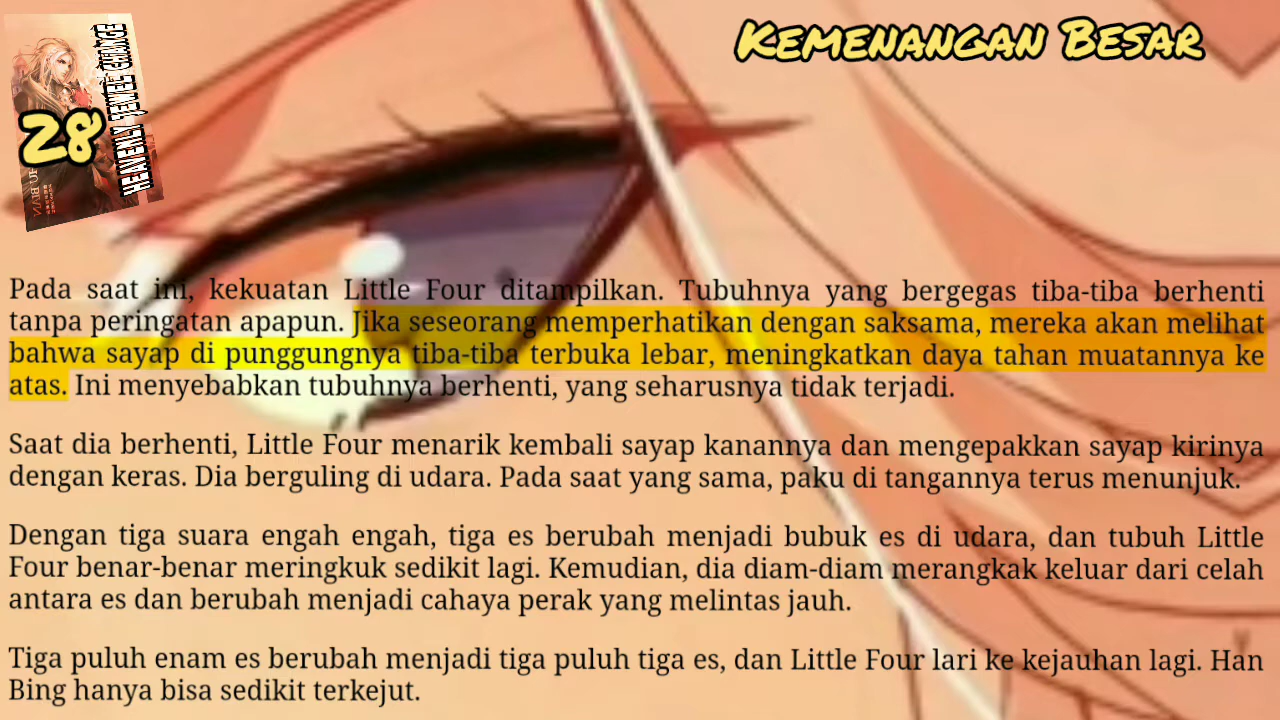 Kemenangan Besar
28
HEAVENLY JEWEL CHANGE
Pada saat ini, kekuatan Little Four ditampilkan. Tubuhnya yang bergegas tiba-tiba berhenti
tanpa peringatan apapun. Jika seseorang memperhatikan dengan saksama, mereka akan melihat
bahwa sayap di punggungnya tiba-tiba terbuka lebar, meningkatkan daya tahan muatannya ke
atas. Ini menyebabkan tubuhnya berhenti, yang seharusnya tidak terjadi.
Saat dia berhenti, Little Four menarik kembali sayap kanannya dan mengepakkan sayap kirinya
dengan keras. Dia berguling di udara. Pada saat yang sama, paku di tangannya terus menunjuk.
Dengan tiga suara engah engah, tiga es berubah menjadi bubuk es di udara, dan tubuh Little
Four benar-benar meringkuk sedikit lagi. Kemudian, dia diam-diam merangkak keluar dari celah
antara es dan berubah menjadi cahaya perak yang melintas jauh.
Tiga puluh enam es berubah menjadi tiga puluh tiga es, dan Little Four lari ke kejauhan lagi. Han
Bing hanya bisa sedikit terkejut.